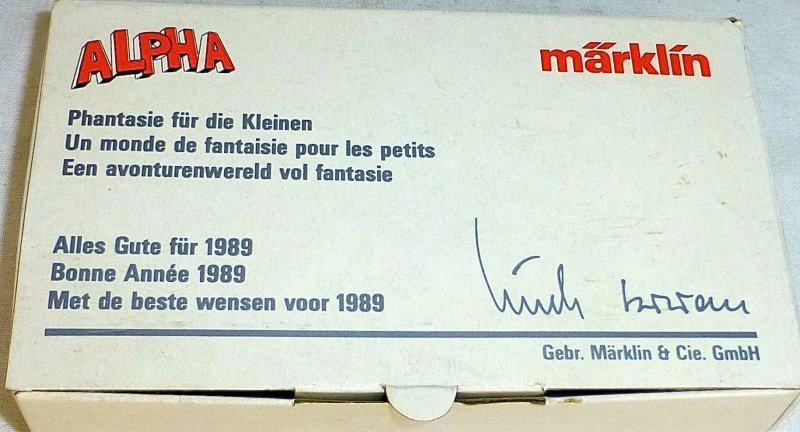 ALPHA märklín
Phantasie für die Kleinen
Un monde de fantaisie pour les petits
Een avonturenwereld vol fantasie
Alles Gute für 1989
Bonne Année 1989
Met de beste wensen voor 1989
Gebr. Märklin & Cie. GmbH